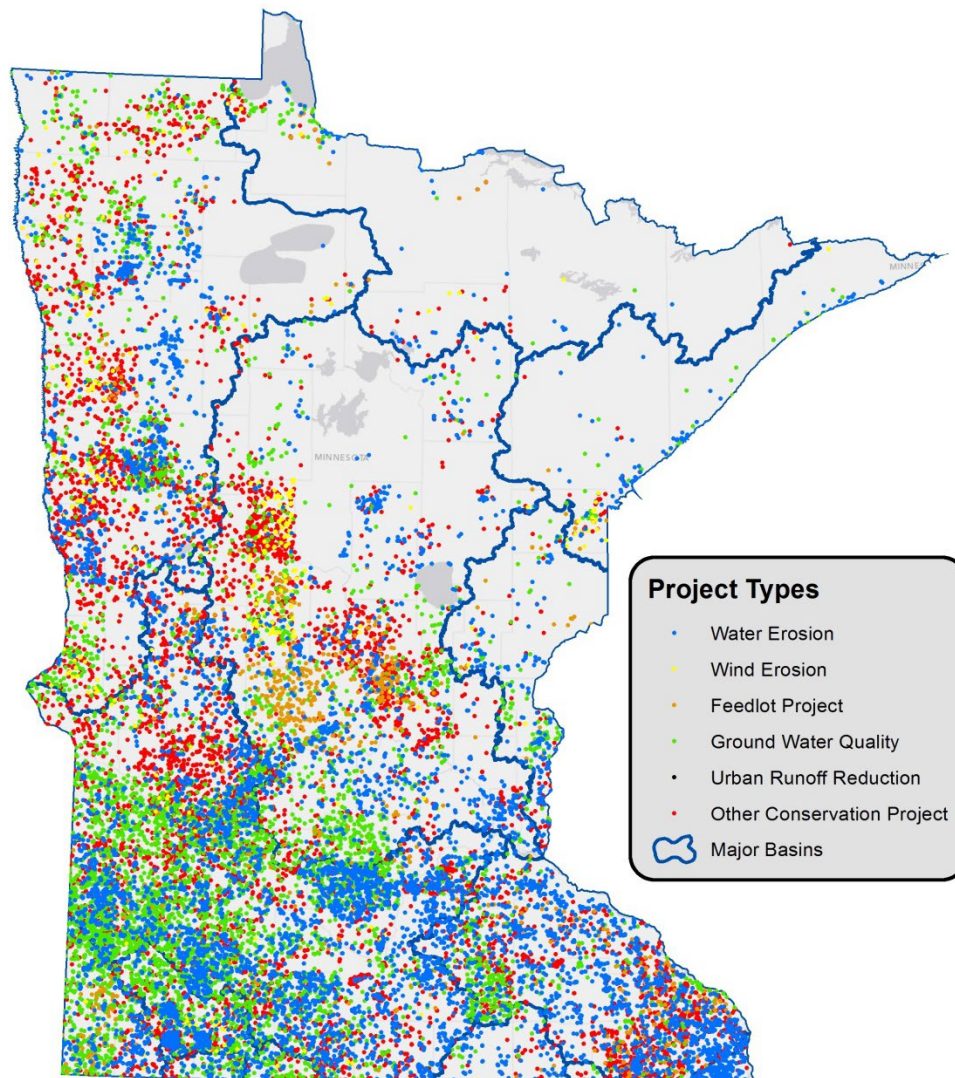 MINNES
MINNESOTA
Project Types
Water Erosion
Wind Erosion
Feedlot Project
Ground Water Quality
Urban Runoff Reduction
Other Conservation Project
Major Basins